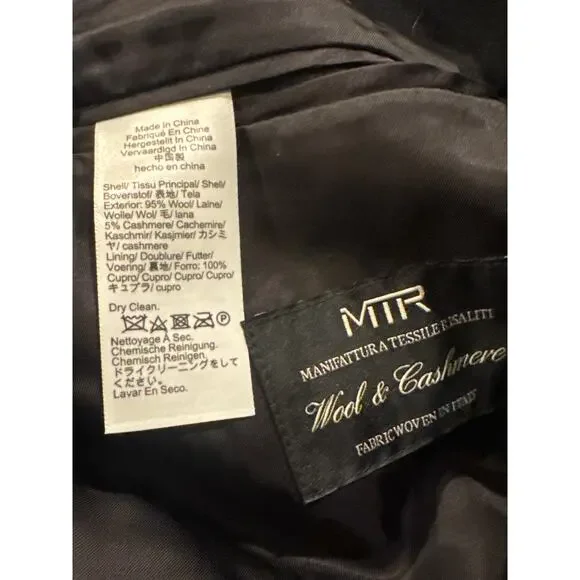 Made in China
Fabriqué En Chine
Hergestellt In China
Vervaardigd In China
中国製
hecho en china
Shell/ Tissu Principal/ Shell/
Bovenstof/ 表地/ Tela
Exterior: 95% Wool/ Laine/
Wolle/ Wol/ 毛/ lana
5% Cashmere/ Cachemire/
Kaschmir/ Kasjmier/ カシミ
ヤ/ cashmere
Lining/ Doublure/ Futter/
Voering/ 裏地/ Forro: 100%
Cupro/ Cupro/ Cupro/ Cupro/
キュプラ/ cupro
Dry Clean.
P
Nettoyage À Sec.
Chemische Reinigung.
Chemisch Reinigen.
ドライクリーニングをして
ください。
Lavar En Seco.
MTR
MANIFATTURA TESSILE RISALITI
Wool & Cashmere
FABRIC WOVEN IN ITALY